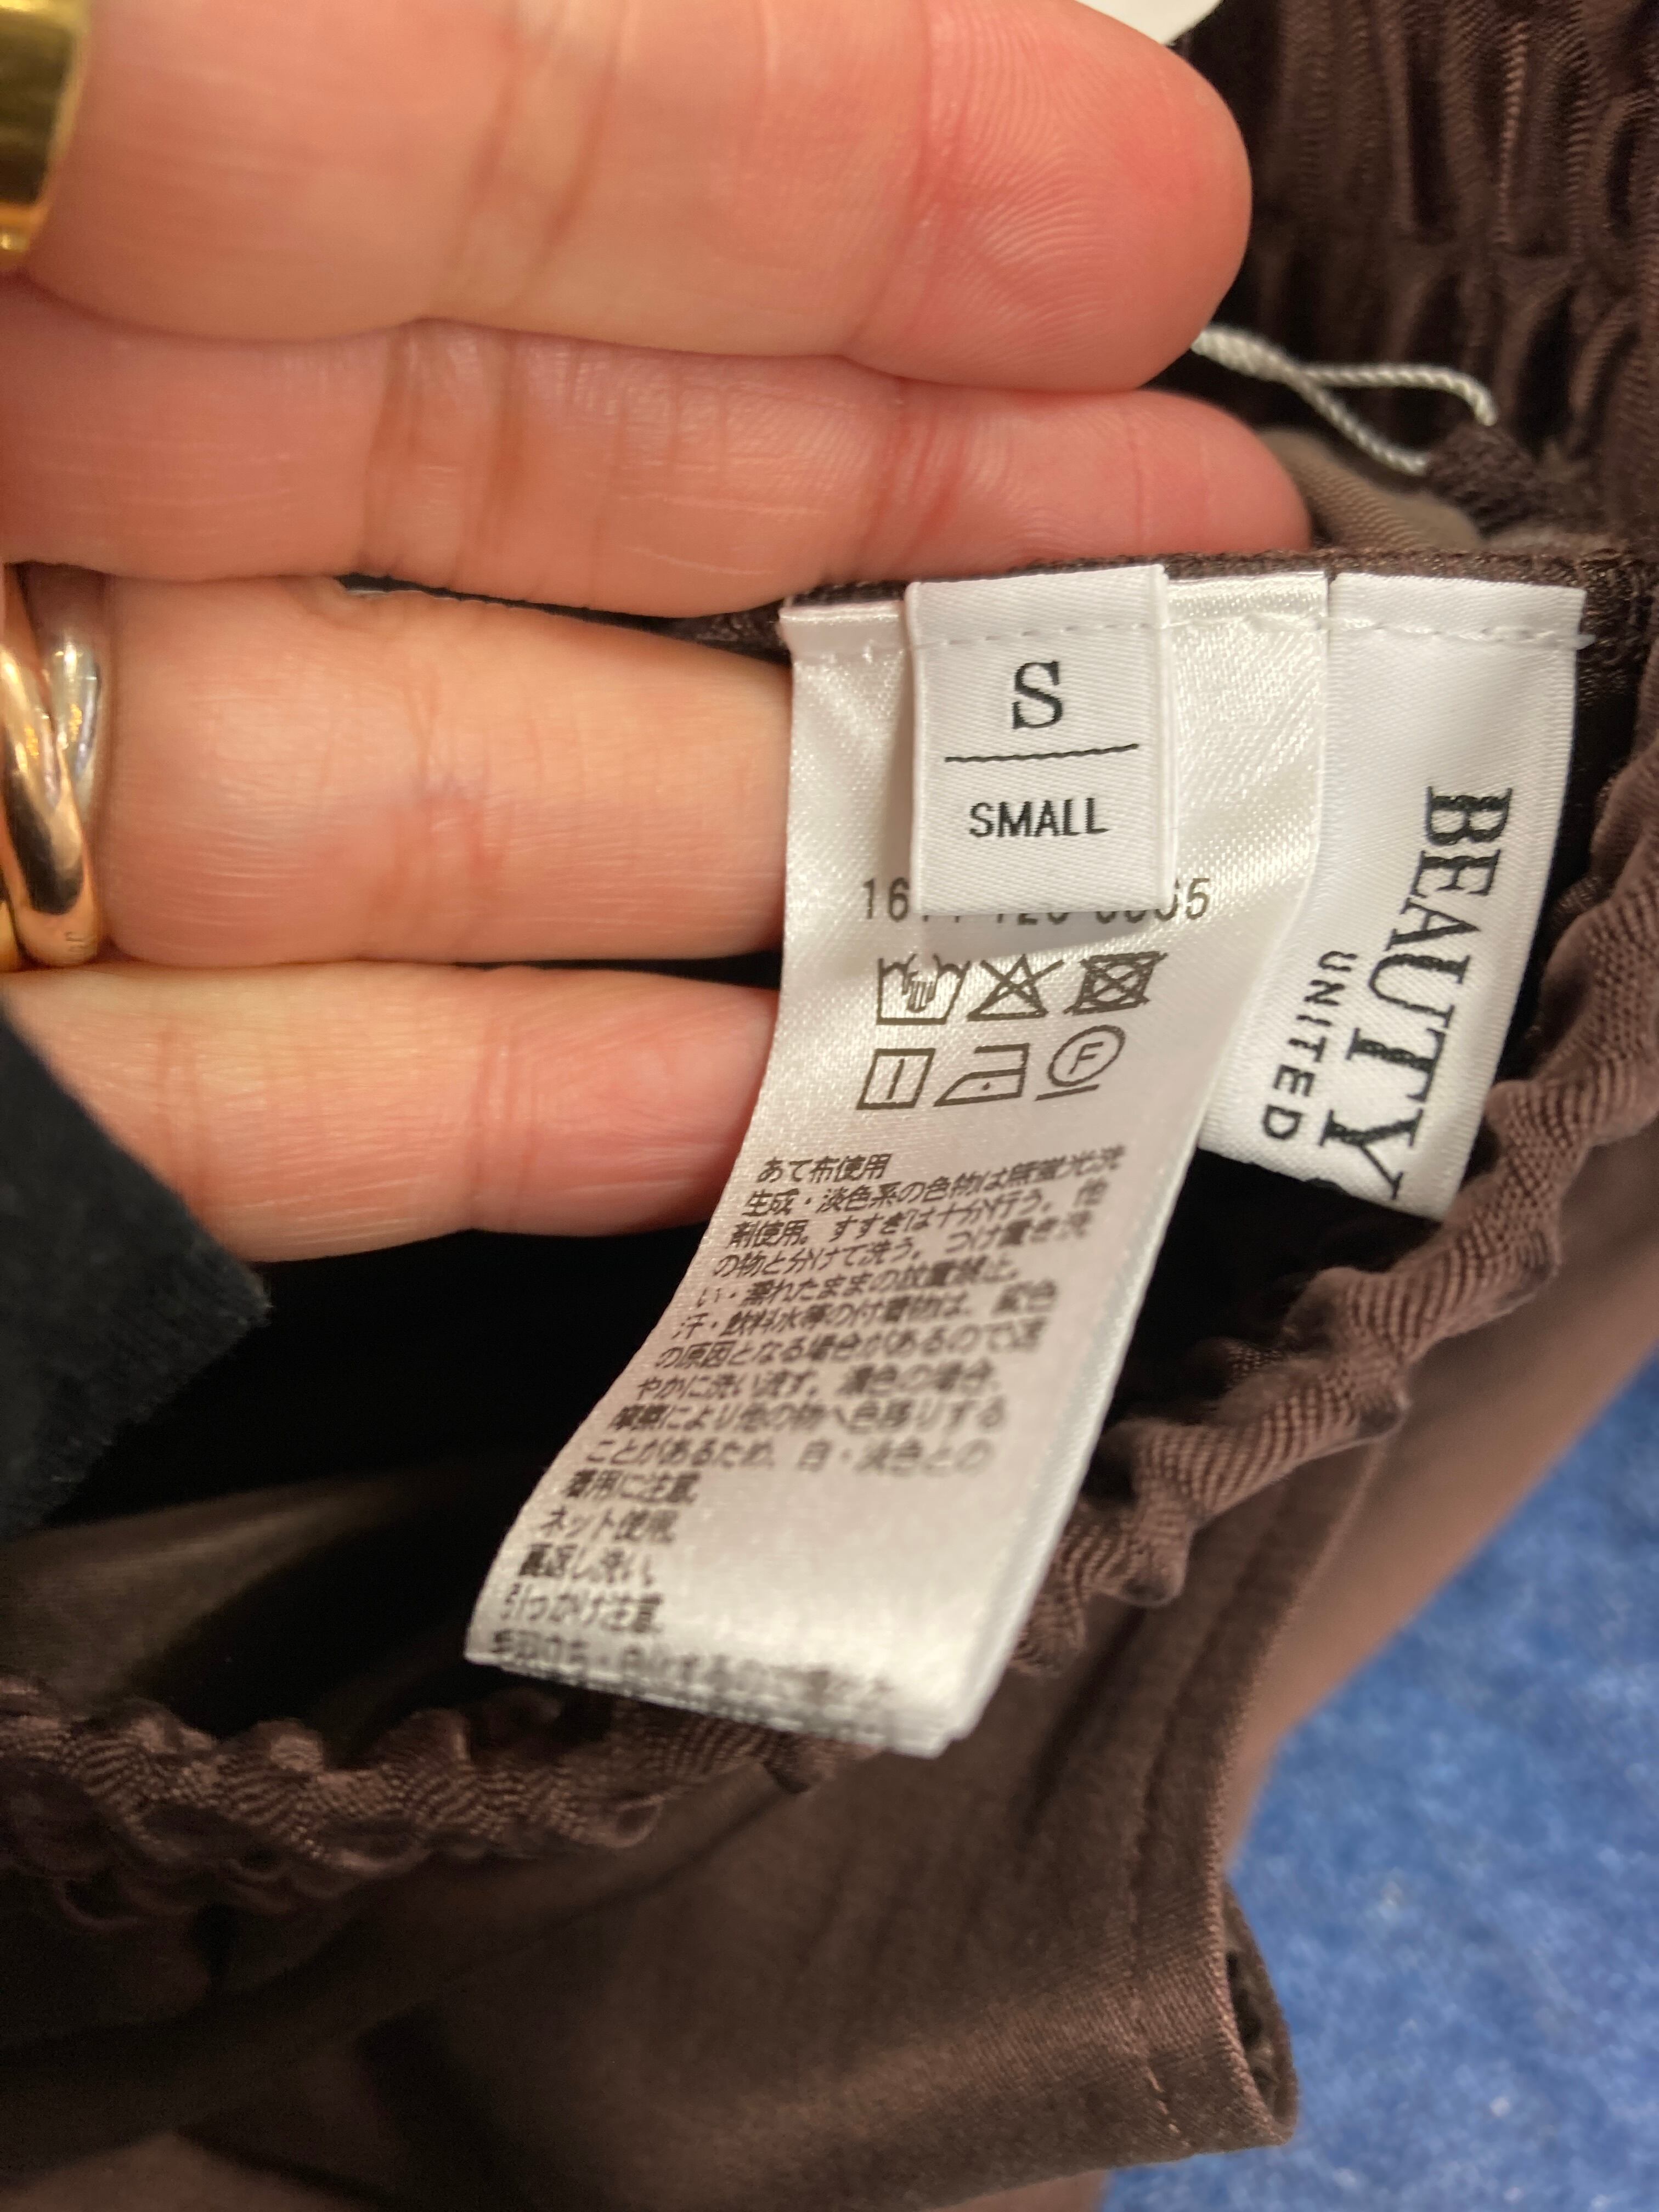 S
SMALL
BEAUTY
UNITED
F
あて布使用
生成・淡色系の色物は無蛍光洗
剤使用。すすぎは十分行う。他
の物と分けて洗う。つけ置き洗
い・濡れたままの放置禁止。
汗・飲料水等の付着物は、変色
の原因となる場合があるので速
やかに洗い流す。濃色の場合、
摩擦により他の物へ色移りする
ことがあるため、白・淡色との
着用に注意。
ネット使用。
裏返し洗い。
引っかけ注意。